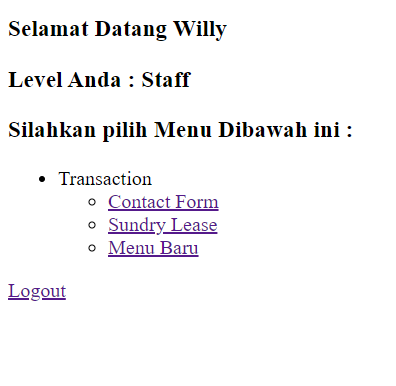 Selamat Datang Willy
Level Anda : Staff
Silahkan pilih Menu Dibawah ini :
Transaction
Contact Form
Sundry Lease
Menu Baru
Logout